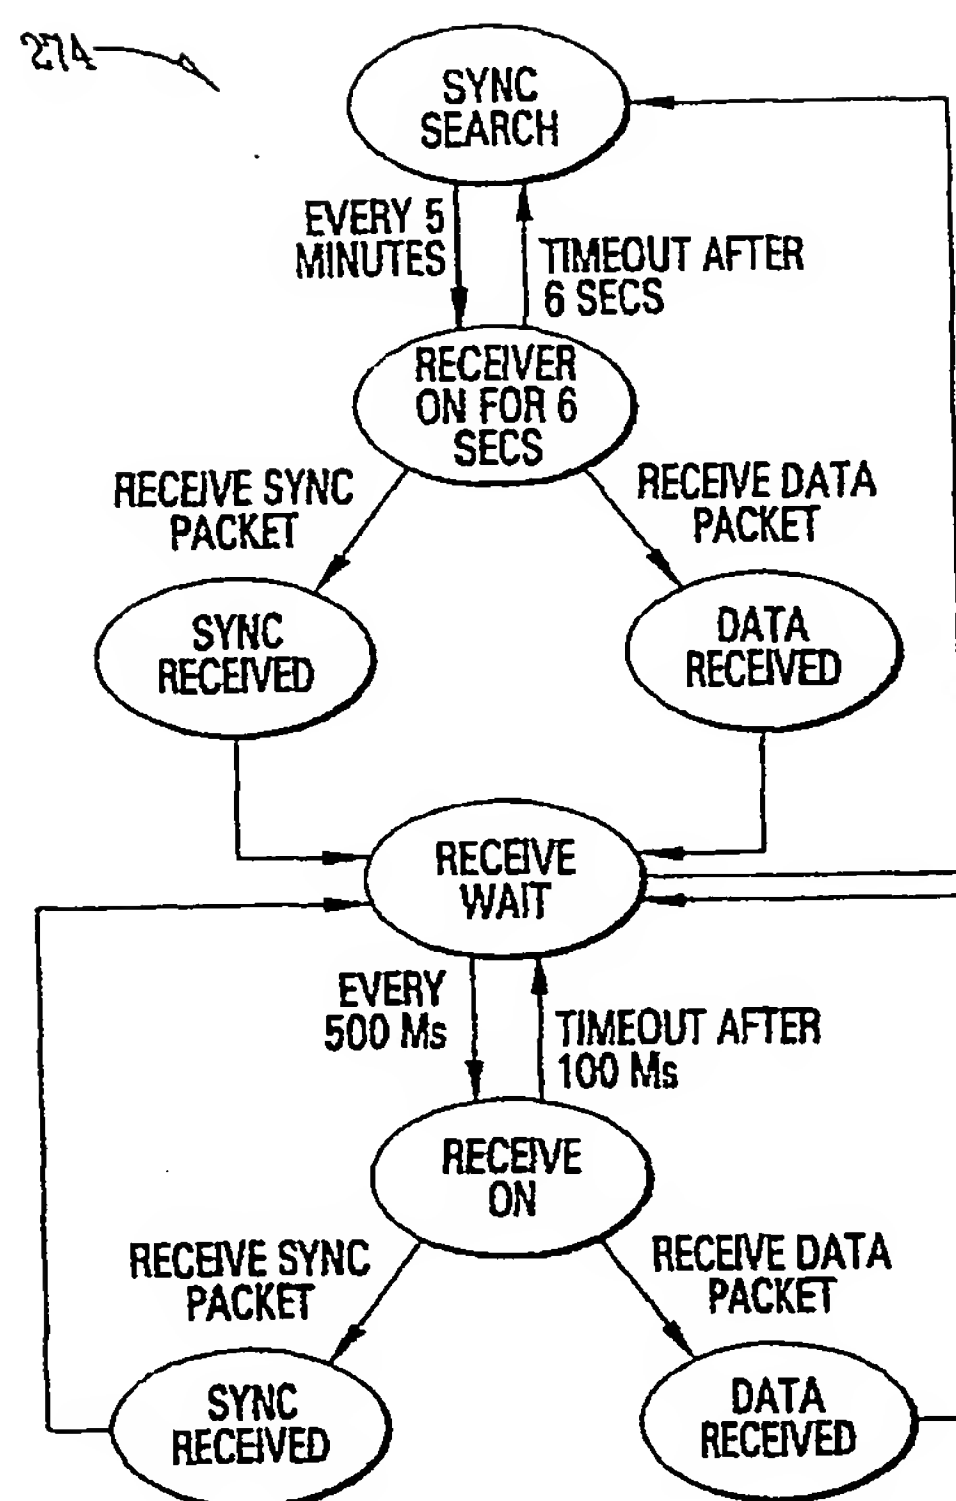 274
SYNC
SEARCH
EVERY 5
MINUTES
TIMEOUT AFTER
6 SECS
RECEIVER
ON FOR 6
SECS
RECEIVE SYNC
PACKET
RECEIVE DATA
PACKET
SYNC
RECEIVED
DATA
RECEIVED
RECEIVE
WAIT
EVERY
500 Ms
TIMEOUT AFTER
100 Ms
RECEIVE
ON
RECEIVE SYNC
PACKET
RECEIVE DATA
PACKET
SYNC
RECEIVED
DATA
RECEIVED